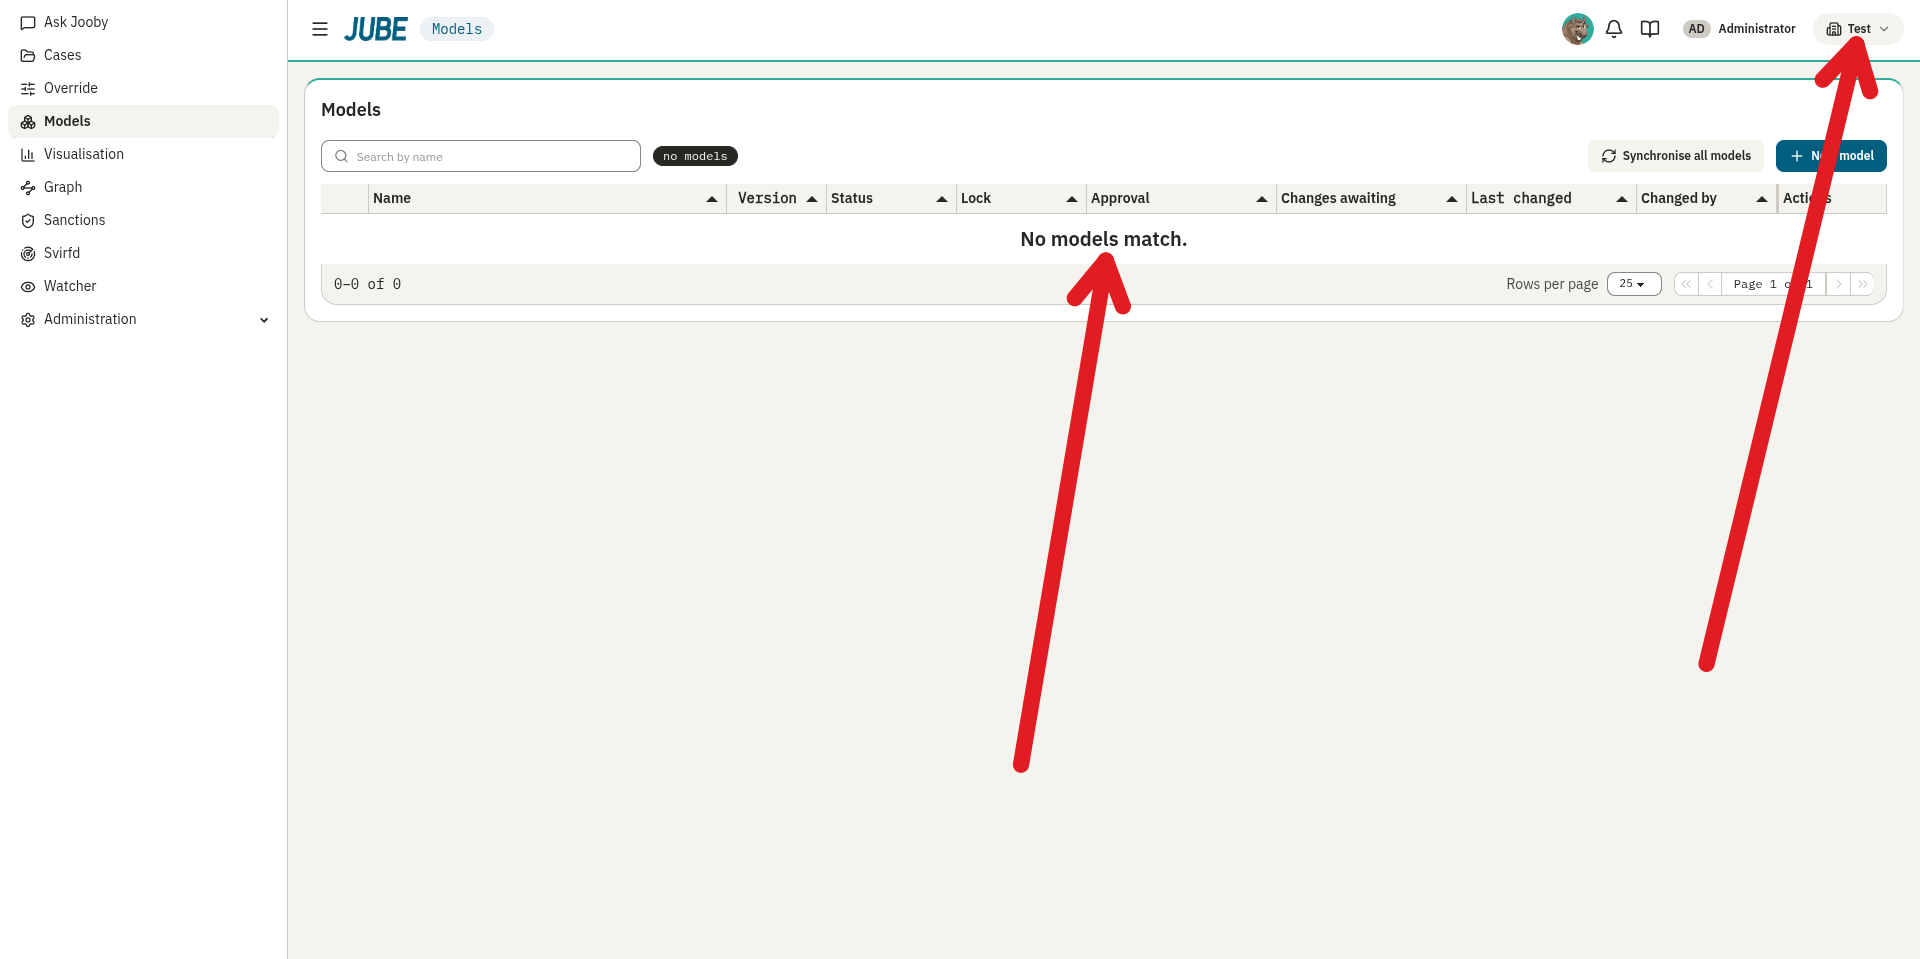 Ask Jooby
Cases
Override
Models
Visualisation
Graph
Sanctions
Svirfd
Watcher
Administration
JUBE Models
AD Administrator Test
Models
Search by name no models Synchronise all models model
Name Version Status Lock Approval Changes awaiting Last changed Changed by
No models match.
0–0 of 0 Rows per page 25 Page 1